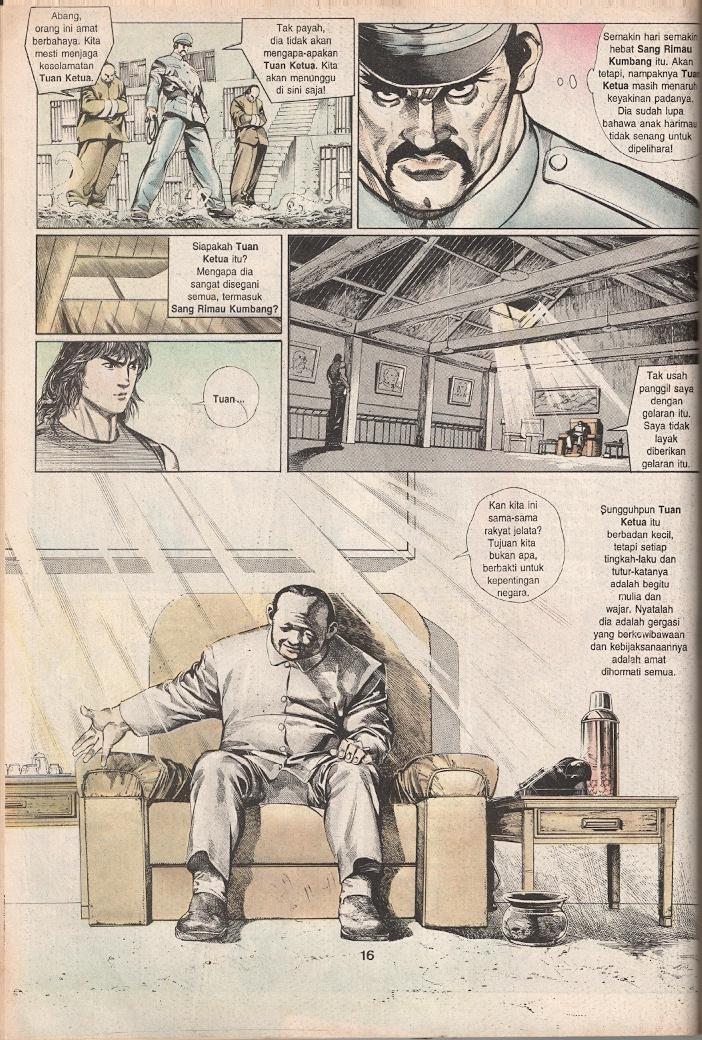 Abang,
orang ini amat
berbahaya. Kita
mesti menjaga
keselamatan
Tuan Ketua.
Tak payah,
dia tidak akan
mengapa-apakan
Tuan Ketua. Kita
akan menunggu
di sini saja!
Semakin hari semakin
hebat Sang Rimau
Kumbang itu. Akan
tetapi, nampaknya Tuan
Ketua masih menaruh
keyakinan padanya.
Dia sudah lupa
bahawa anak harimau
tidak senang untuk
dipelihara!
Siapakah Tuan
Ketua itu?
Mengapa dia
sangat disegani
semua, termasuk
Sang Rimau Kumbang?
Tuan...
Tak usah
panggil saya
dengan
gelaran itu.
Saya tidak
layak
diberikan
gelaran itu.
Kan kita ini
sama-sama
rakyat jelata?
Tujuan kita
bukan apa,
berbakti untuk
kepentingan
negara.
Sungguhpun Tuan
Ketua itu
berbadan kecil,
tetapi setiap
tingkah-laku dan
tutur-katanya
adalah begitu
mulia dan
wajar. Nyatalah
dia adalah gergasi
yang berkewibawaan
dan kebijaksanaannya
adalah amat
dihormati semua.
16